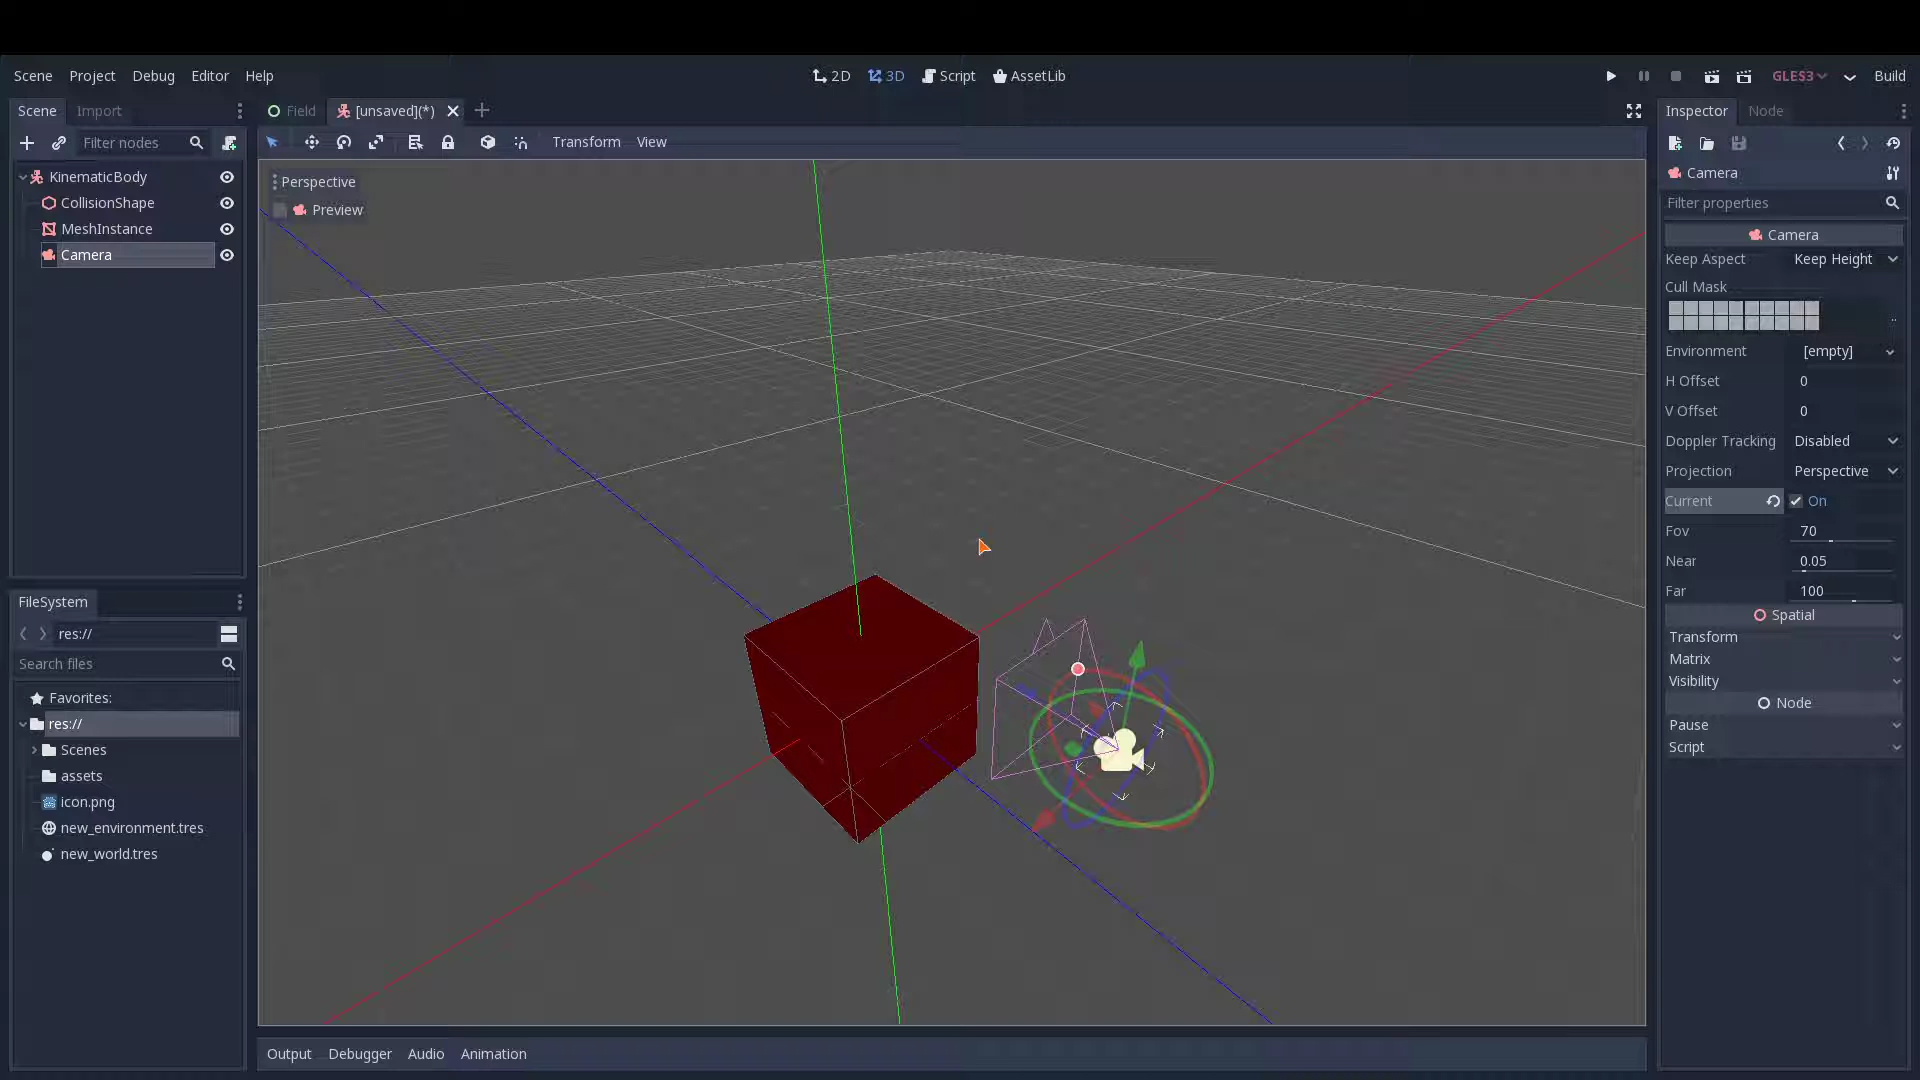 Scene Project Debug Editor Help
2D 3D Script AssetLib
GLES3 Build
Scene Import
Filter nodes
KinematicBody
CollisionShape
MeshInstance
Camera
FileSystem
res://
Search files
Favorites:
res://
Scenes
assets
icon.png
new_environment.tres
new_world.tres
Field [unsaved](*)
Transform View
Perspective
Preview
Output Debugger Audio Animation
Inspector Node
Camera
Filter properties
Camera
Keep Aspect Keep Height
Cull Mask
..
Environment [empty]
H Offset 0
V Offset 0
Doppler Tracking Disabled
Projection Perspective
Current On
Fov 70
Near 0.05
Far 100
Spatial
Transform
Matrix
Visibility
Node
Pause
Script